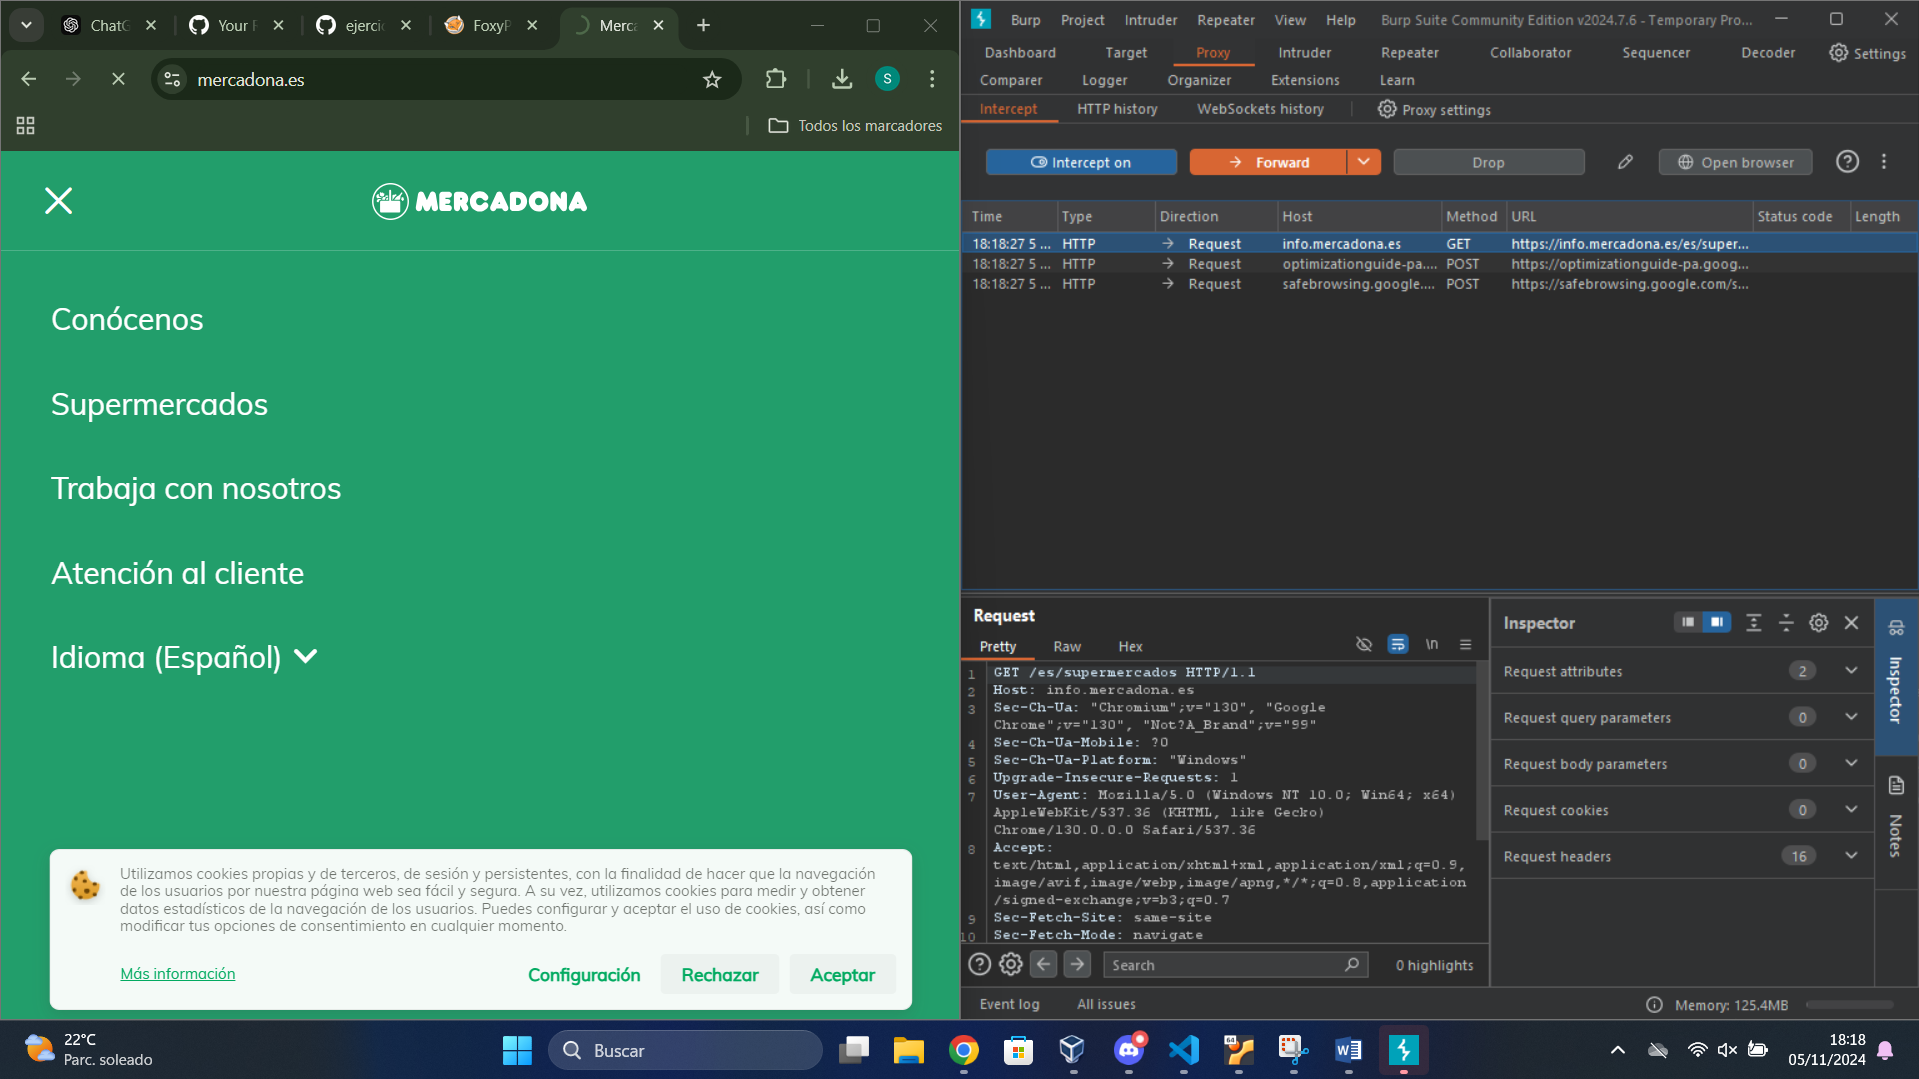 ChatG
Your F
ejerci
FoxyP
Merca
mercadona.es
S
Todos los marcadores
MERCADONA
Conócenos
Supermercados
Trabaja con nosotros
Atención al cliente
Idioma (Español)
Utilizamos cookies propias y de terceros, de sesión y persistentes, con la finalidad de hacer que la navegación
de los usuarios por nuestra página web sea fácil y segura. A su vez, utilizamos cookies para medir y obtener
datos estadísticos de la navegación de los usuarios. Puedes configurar y aceptar el uso de cookies, así como
modificar tus opciones de consentimiento en cualquier momento.
Más información
Configuración
Rechazar
Aceptar
Burp Project Intruder Repeater View Help Burp Suite Community Edition v2024.7.6 - Temporary Pro...
Dashboard Target Proxy Intruder Repeater Collaborator Sequencer Decoder Settings
Comparer Logger Organizer Extensions Learn
Intercept HTTP history WebSockets history Proxy settings
Intercept on Forward Drop Open browser
Time Type Direction Host Method URL Status code Length
18:18:27 5 ... HTTP Request info.mercadona.es GET https://info.mercadona.es/es/super...
18:18:27 5 ... HTTP Request optimizationguide-pa.... POST https://optimizationguide-pa.goog...
18:18:27 5 ... HTTP Request safebrowsing.google.... POST https://safebrowsing.google.com/s...
Request
Pretty Raw Hex \n
1 GET /es/supermercados HTTP/1.1
2 Host: info.mercadona.es
3 Sec-Ch-Ua: "Chromium";v="130", "Google
Chrome";v="130", "Not?A_Brand";v="99"
4 Sec-Ch-Ua-Mobile: ?0
5 Sec-Ch-Ua-Platform: "Windows"
6 Upgrade-Insecure-Requests: 1
7 User-Agent: Mozilla/5.0 (Windows NT 10.0; Win64; x64)
AppleWebKit/537.36 (KHTML, like Gecko)
Chrome/130.0.0.0 Safari/537.36
8 Accept:
text/html,application/xhtml+xml,application/xml;q=0.9,
image/avif,image/webp,image/apng,*/*;q=0.8,application
/signed-exchange;v=b3;q=0.7
9 Sec-Fetch-Site: same-site
10 Sec-Fetch-Mode: navigate
Search
0 highlights
Inspector
Request attributes 2
Request query parameters 0
Request body parameters 0
Request cookies 0
Request headers 16
Inspector
Notes
Event log All issues
Memory: 125.4MB
22°C
Parc. soleado
Buscar
64
18:18
05/11/2024